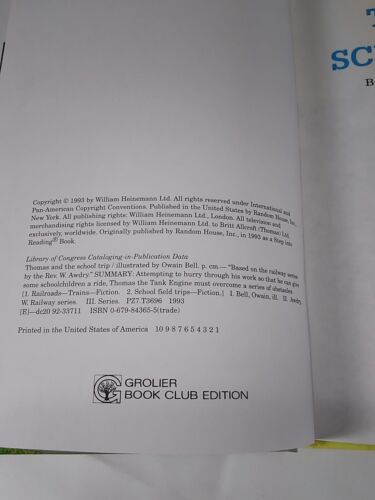 T
SC
B
Copyright © 1993 by William Heinemann Ltd. All rights reserved under International and
Pan-American Copyright Conventions. Published in the United States by Random House, Inc.,
New York. All publishing rights: William Heinemann Ltd., London. All television and
merchandising rights licensed by William Heinemann Ltd. to Britt Allcroft (Thomas) Ltd.
exclusively, worldwide. Originally published by Random House, Inc., in 1993 as a Step into
Reading® Book.
Library of Congress Cataloging-in-Publication Data
Thomas and the school trip / illustrated by Owain Bell. p. cm.—"Based on the railway series
by the Rev. W. Awdry." SUMMARY: Attempting to hurry through his work so that he can give
some schoolchildren a ride, Thomas the Tank Engine must overcome a series of obstacles
[1. Railroads—Trains—Fiction. 2. School field trips—Fiction.] I. Bell, Owain, ill. II. Awdry,
W. Railway series. III. Series. PZ7.T3696 1993
[E]—dc20 92-33711 ISBN 0-679-84365-5(trade)
Printed in the United States of America 10 9 8 7 6 5 4 3 2 1
GROLIER
BOOK CLUB EDITION